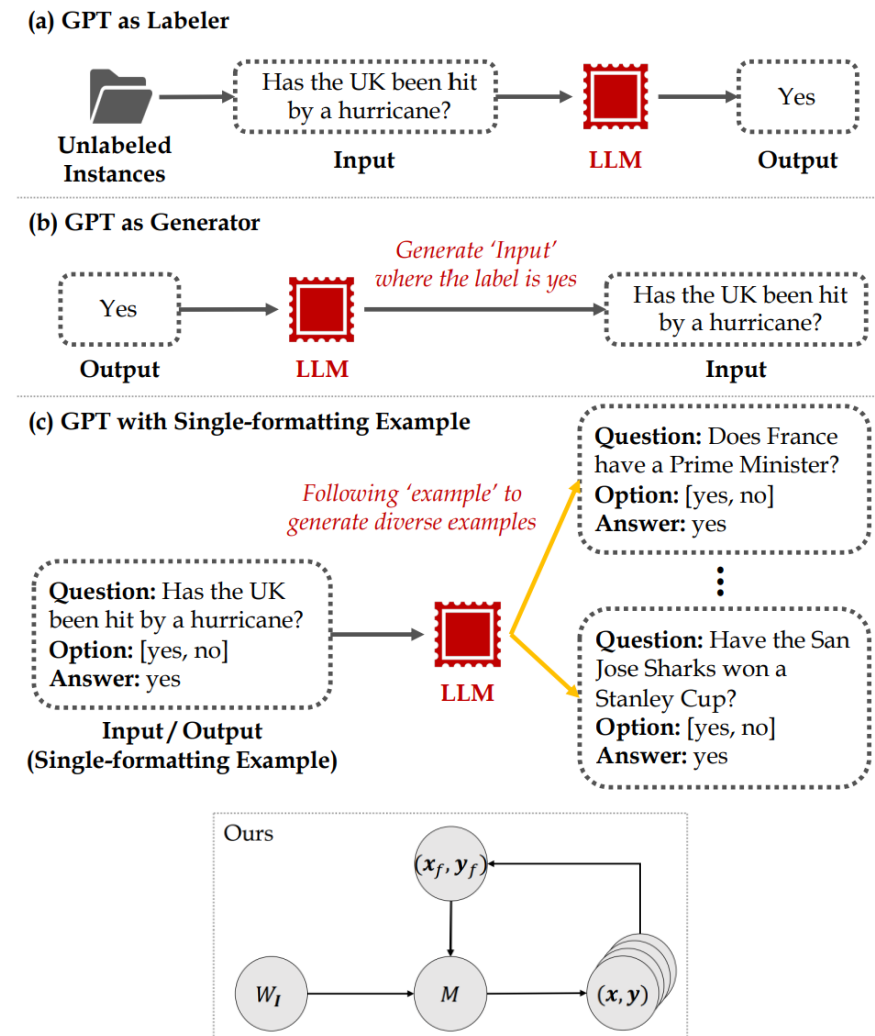 (a) GPT as Labeler
Has the UK been hit
by a hurricane?
Yes
Unlabeled
Instances
Input
LLM
Output
(b) GPT as Generator
Generate ‘Input’
where the label is yes
Yes
Has the UK been hit
by a hurricane?
Output
LLM
Input
(c) GPT with Single-formatting Example
Question: Does France
have a Prime Minister?
Option: [yes, no]
Answer: yes
Following ‘example’ to
generate diverse examples
Question: Has the UK
been hit by a hurricane?
Option: [yes, no]
Answer: yes
LLM
Question: Have the San
Jose Sharks won a
Stanley Cup?
Option: [yes, no]
Answer: yes
Input / Output
(Single-formatting Example)
Ours
(x_f, y_f)
W_I
M
(x, y)